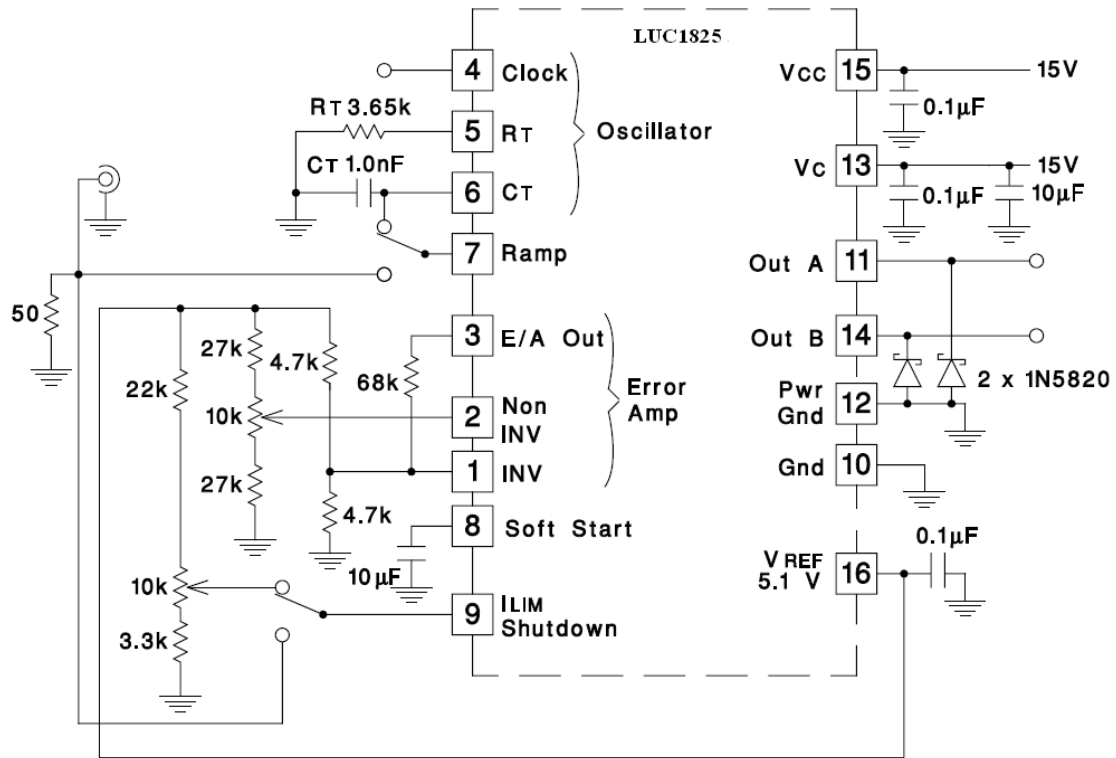 LUC1825
4 Clock
RT 3.65k
5 RT
Oscillator
CT 1.0nF
6 CT
7 Ramp
50
3 E/A Out
27k
4.7k
22k
68k
Error
Amp
10k
2 Non
INV
1 INV
27k
4.7k
8 Soft Start
10µF
10k
9 ILIM
Shutdown
3.3k
VCC 15
15V
0.1µF
VC 13
15V
0.1µF
10µF
Out A 11
Out B 14
2 x 1N5820
Pwr
Gnd 12
Gnd 10
0.1µF
VREF
5.1 V 16